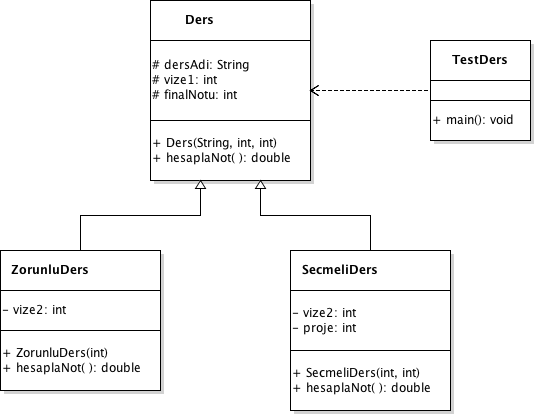 Ders
# dersAdi: String
# vize1: int
# finalNotu: int
+ Ders(String, int, int)
+ hesaplaNot( ): double
TestDers
+ main(): void
ZorunluDers
− vize2: int
+ ZorunluDers(int)
+ hesaplaNot( ): double
SecmeliDers
− vize2: int
− proje: int
+ SecmeliDers(int, int)
+ hesaplaNot( ): double